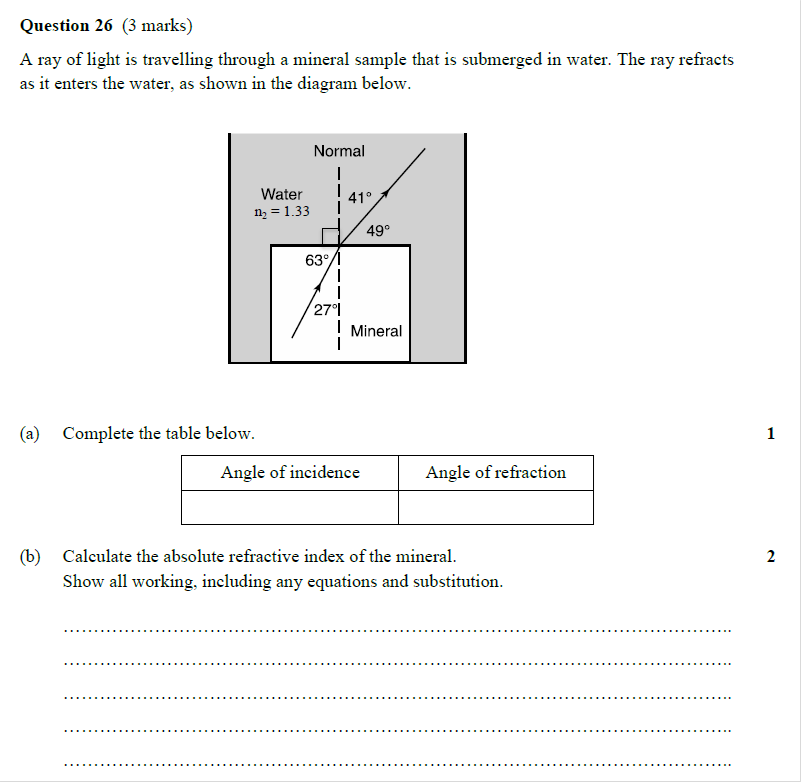 Question 26 (3 marks)
A ray of light is travelling through a mineral sample that is submerged in water. The ray refracts
as it enters the water, as shown in the diagram below.
Normal
Water
n₂ = 1.33
41°
49°
63°
27°
Mineral
(a) Complete the table below. 1
Angle of incidence Angle of refraction
(b) Calculate the absolute refractive index of the mineral. 2
Show all working, including any equations and substitution.